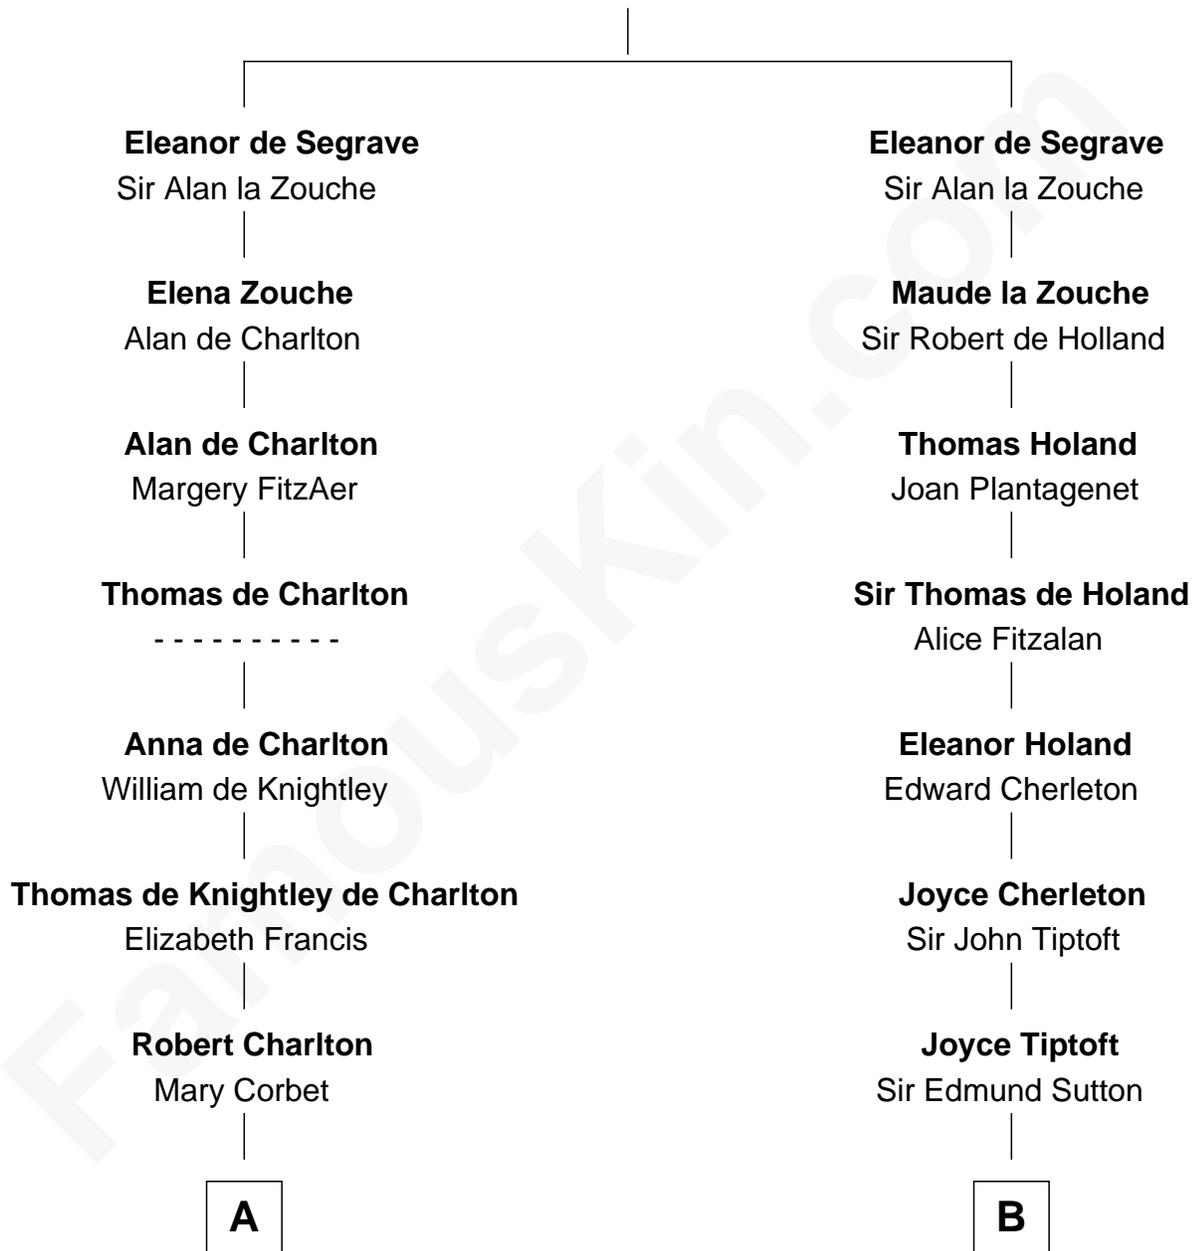 Eleanor de Segrave
Sir Alan la Zouche
Elena Zouche
Alan de Charlton
Alan de Charlton
Margery FitzAer
Thomas de Charlton
- - - - - - - - - -
Anna de Charlton
William de Knightley
Thomas de Knightley de Charlton
Elizabeth Francis
Robert Charlton
Mary Corbet
A
Eleanor de Segrave
Sir Alan la Zouche
Maude la Zouche
Sir Robert de Holland
Thomas Holand
Joan Plantagenet
Sir Thomas de Holand
Alice Fitzalan
Eleanor Holand
Edward Cherleton
Joyce Cherleton
Sir John Tiptoft
Joyce Tiptoft
Sir Edmund Sutton
B
FamousKin.com